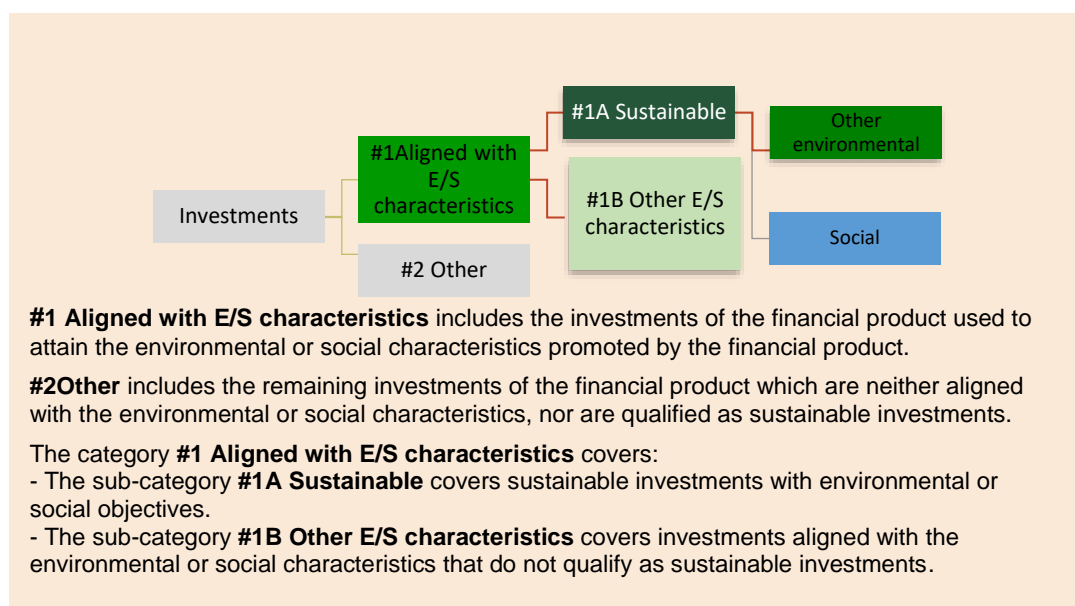 #1A Sustainable
Other
environmental
#1Aligned with
E/S
characteristics
#1B Other E/S
characteristics
Investments
Social
#2 Other
#1 Aligned with E/S characteristics includes the investments of the financial product used to
attain the environmental or social characteristics promoted by the financial product.
#2Other includes the remaining investments of the financial product which are neither aligned
with the environmental or social characteristics, nor are qualified as sustainable investments.
The category #1 Aligned with E/S characteristics covers:
- The sub-category #1A Sustainable covers sustainable investments with environmental or
social objectives.
- The sub-category #1B Other E/S characteristics covers investments aligned with the
environmental or social characteristics that do not qualify as sustainable investments.